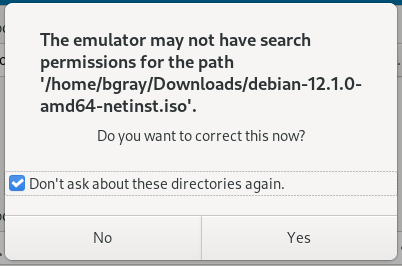 The emulator may not have search
permissions for the path
'/home/bgray/Downloads/debian-12.1.0-
amd64-netinst.iso'.
Do you want to correct this now?
Don't ask about these directories again.
No
Yes